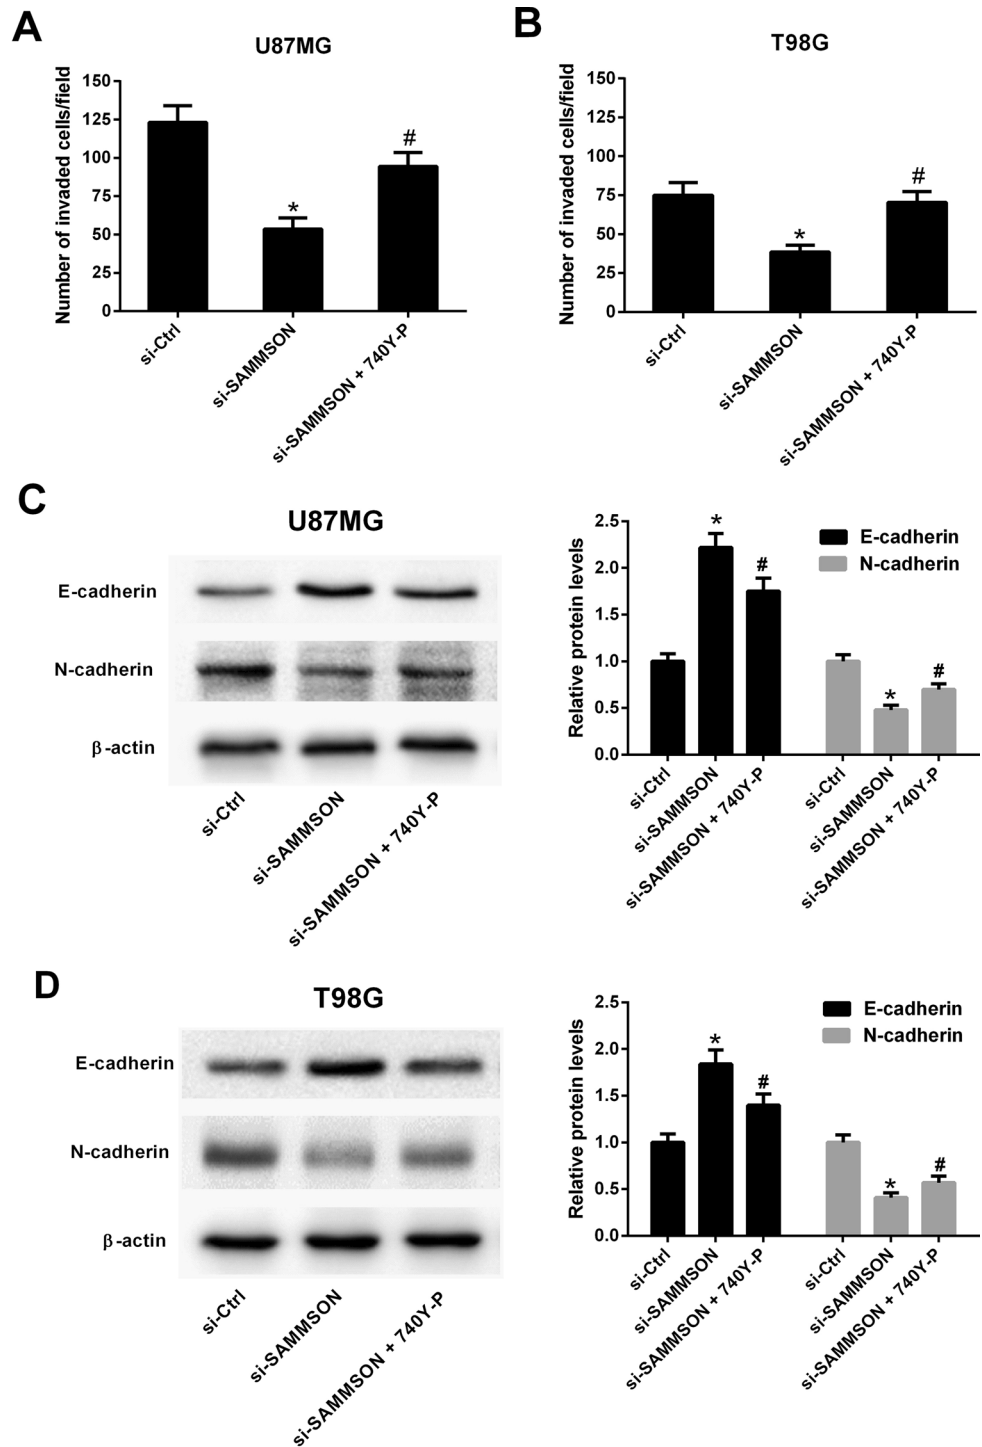 A
U87MG
Number of invaded cells/field
150
125
100
75
50
25
0
*
#
si-Ctrl
si-SAMMSON
si-SAMMSON + 740Y-P
B
T98G
Number of invaded cells/field
150
125
100
75
50
25
0
*
#
si-Ctrl
si-SAMMSON
si-SAMMSON + 740Y-P
C
U87MG
E-cadherin
N-cadherin
β-actin
si-Ctrl
si-SAMMSON
si-SAMMSON + 740Y-P
Relative protein levels
2.5
2.0
1.5
1.0
0.5
0.0
*
#
*
#
E-cadherin
N-cadherin
si-Ctrl
si-SAMMSON
si-SAMMSON + 740Y-P
si-Ctrl
si-SAMMSON
si-SAMMSON + 740Y-P
D
T98G
E-cadherin
N-cadherin
β-actin
si-Ctrl
si-SAMMSON
si-SAMMSON + 740Y-P
Relative protein levels
2.5
2.0
1.5
1.0
0.5
0.0
*
#
*
#
E-cadherin
N-cadherin
si-Ctrl
si-SAMMSON
si-SAMMSON + 740Y-P
si-Ctrl
si-SAMMSON
si-SAMMSON + 740Y-P